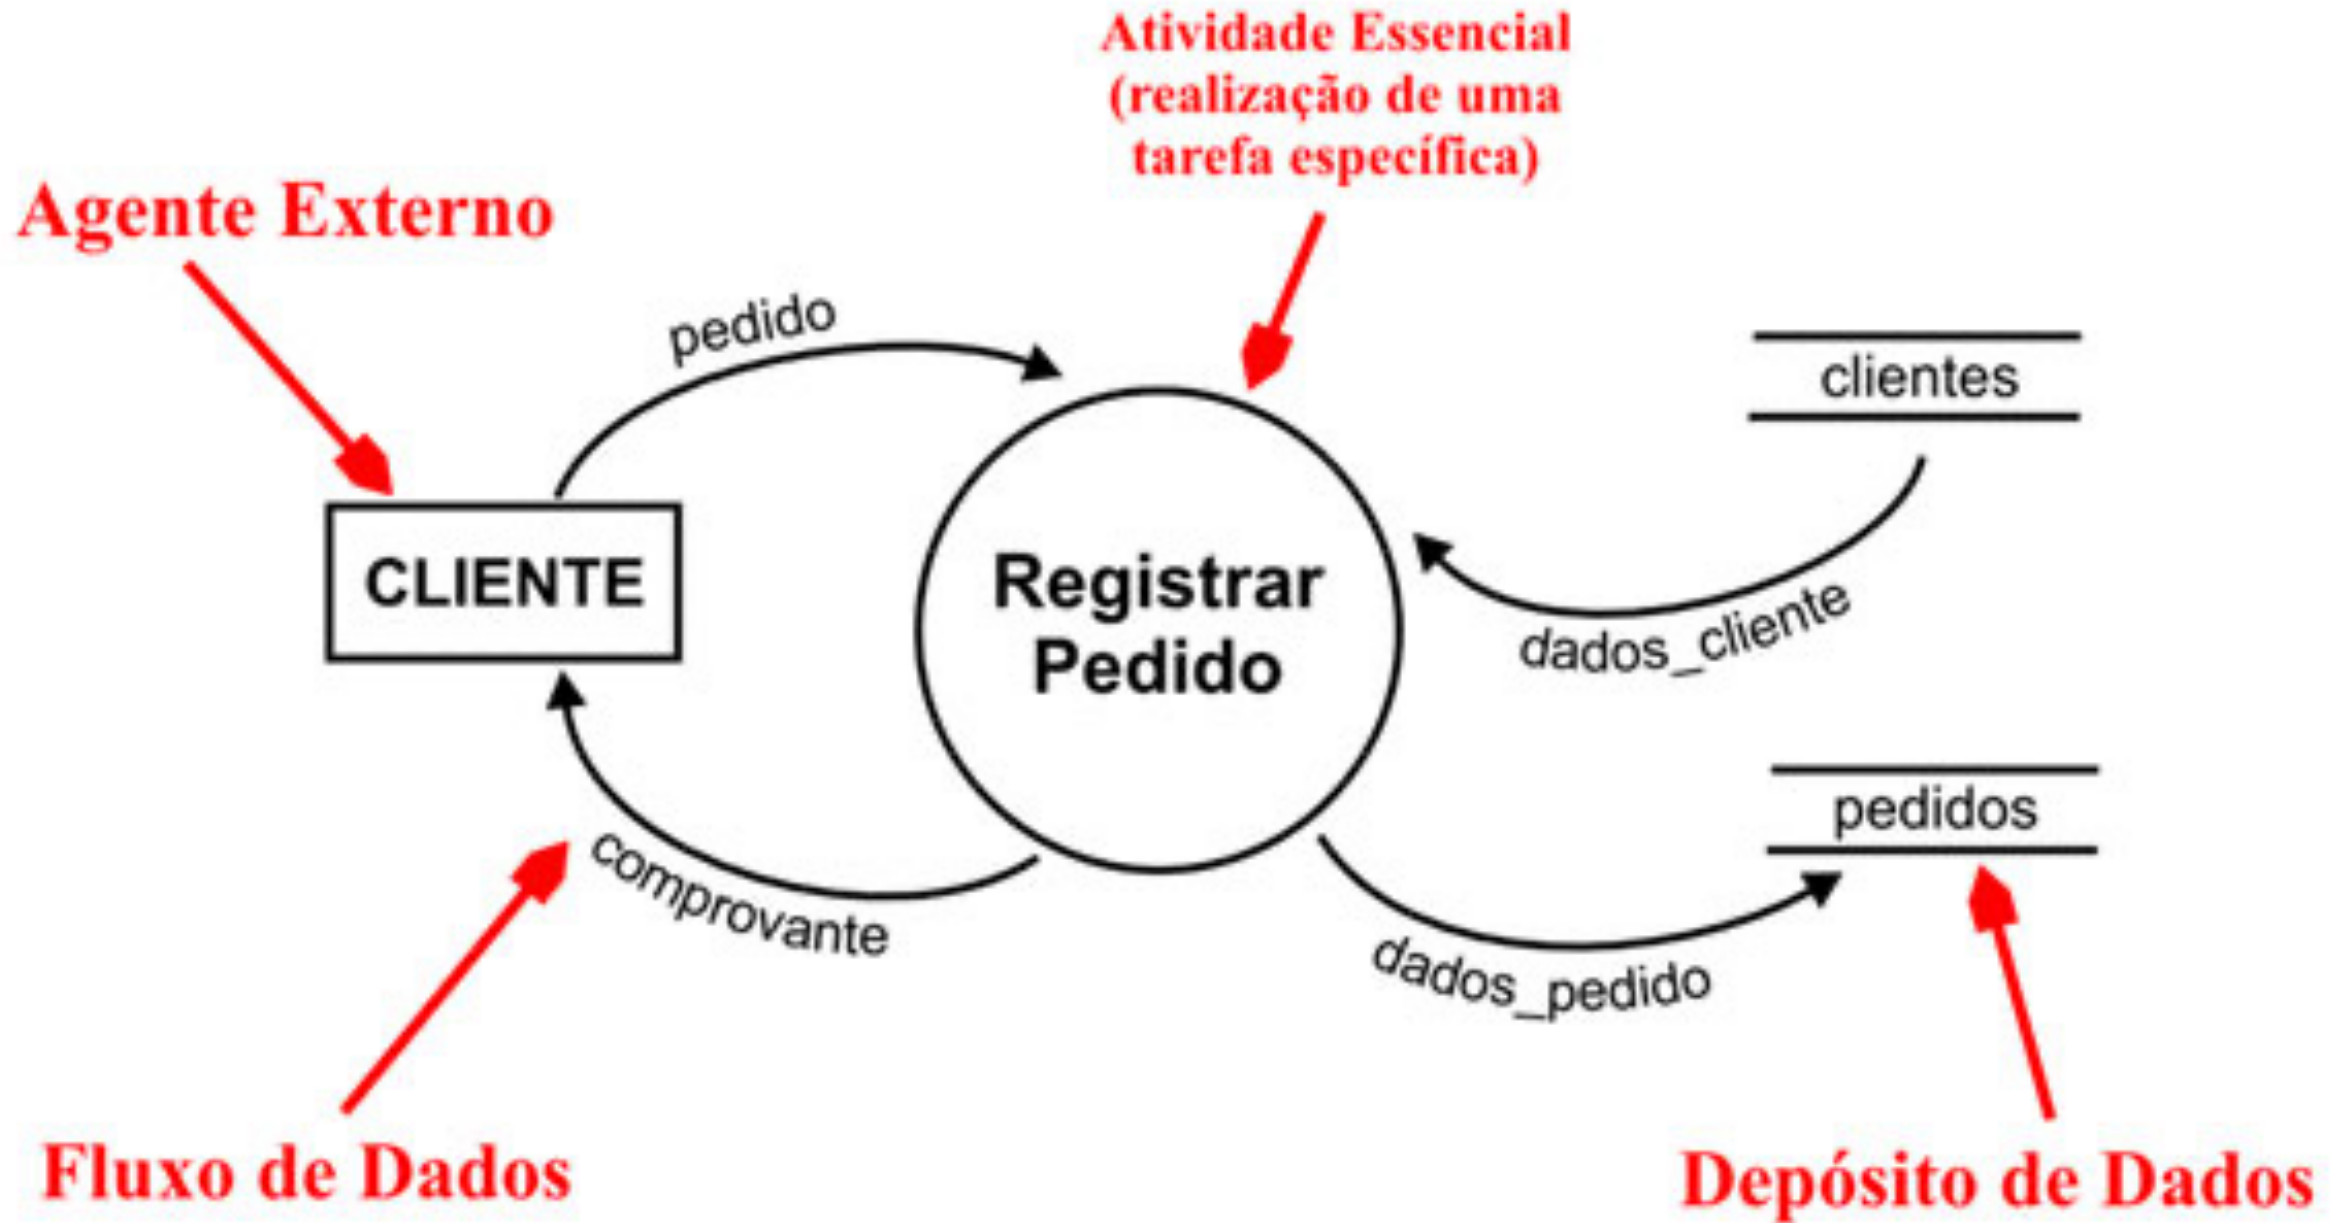 Atividade Essencial
(realização de uma
tarefa específica)
Agente Externo
pedido
clientes
CLIENTE
Registrar
Pedido
dados_cliente
pedidos
comprovante
dados_pedido
Fluxo de Dados
Depósito de Dados